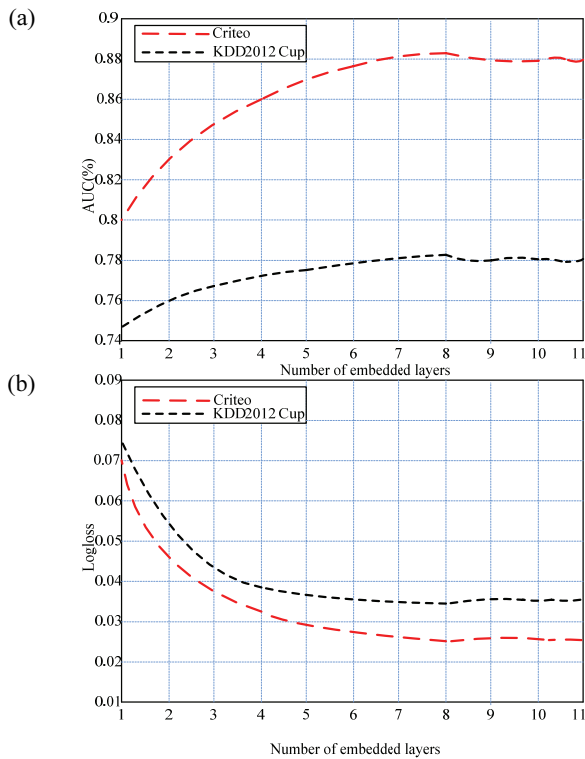 (a)
0.9
0.88
0.86
0.84
0.82
0.8
0.78
0.76
0.74
AUC(%)
Criteo
KDD2012 Cup
1 2 3 4 5 6 7 8 9 10 11
Number of embedded layers
(b)
0.09
0.08
0.07
0.06
0.05
0.04
0.03
0.02
0.01
Logloss
Criteo
KDD2012 Cup
1 2 3 4 5 6 7 8 9 10 11
Number of embedded layers